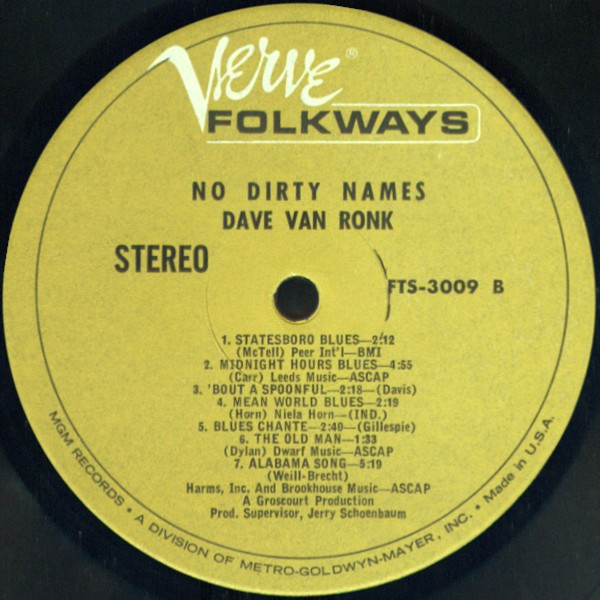 Verve®
FOLKWAYS
NO DIRTY NAMES
DAVE VAN RONK
STEREO
FTS-3009 B
1. STATESBORO BLUES—2:12
(McTell) Peer Int'l—BMI
2. MIDNIGHT HOURS BLUES—4:55
(Carr) Leeds Music—ASCAP
3. 'BOUT A SPOONFUL—2:18—(Davis)
4. MEAN WORLD BLUES—2:19
(Horn) Niela Horn—(IND.)
5. BLUES CHANTE—2:40—(Gillespie)
6. THE OLD MAN—1:33
(Dylan) Dwarf Music—ASCAP
7. ALABAMA SONG—5:19
(Weill-Brecht)
Harms, Inc. And Brookhouse Music—ASCAP
A Groscourt Production
Prod. Supervisor, Jerry Schoenbaum
MGM RECORDS • A DIVISION OF METRO-GOLDWYN-MAYER, INC. • Made in U.S.A.